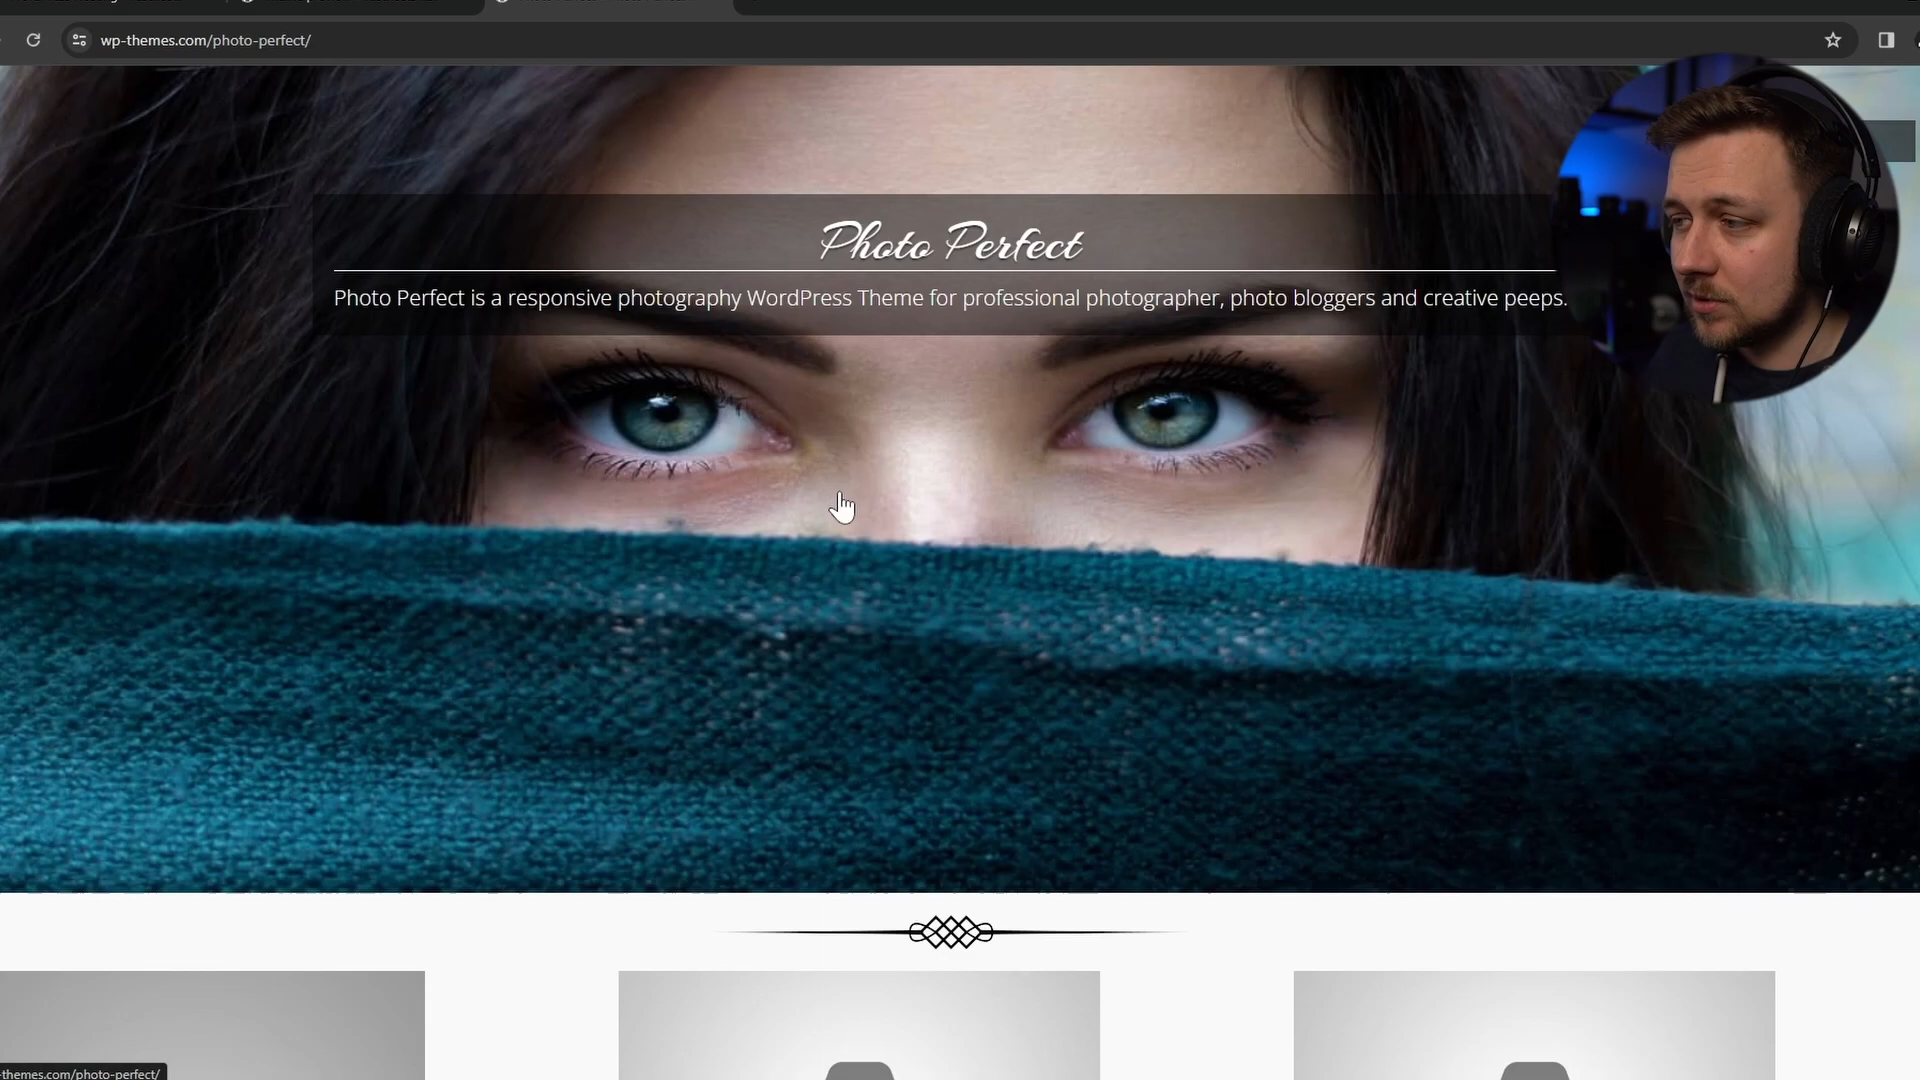 wp-themes.com/photo-perfect/
Photo Perfect
Photo Perfect is a responsive photography WordPress Theme for professional photographer, photo bloggers and creative peeps.
-themes.com/photo-perfect/